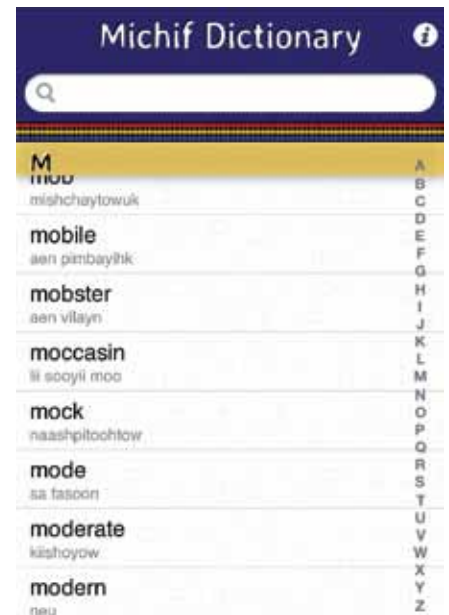 Michif Dictionary
M
mob
mishchaytowuk
mobile
aen pimbayihk
mobster
aen vilayn
moccasin
lii sooyii moo
mock
naashpitoohtow
mode
sa fasoon
moderate
kiishoyow
modern
neu
A
B
C
D
E
F
G
H
I
J
K
L
M
N
O
P
Q
R
S
T
U
V
W
X
Y
Z